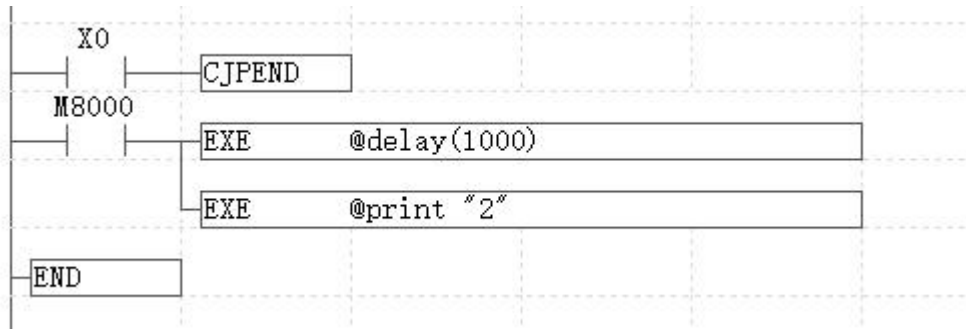 X0
CJPEND
M8000
EXE @delay(1000)
EXE @print "2"
END